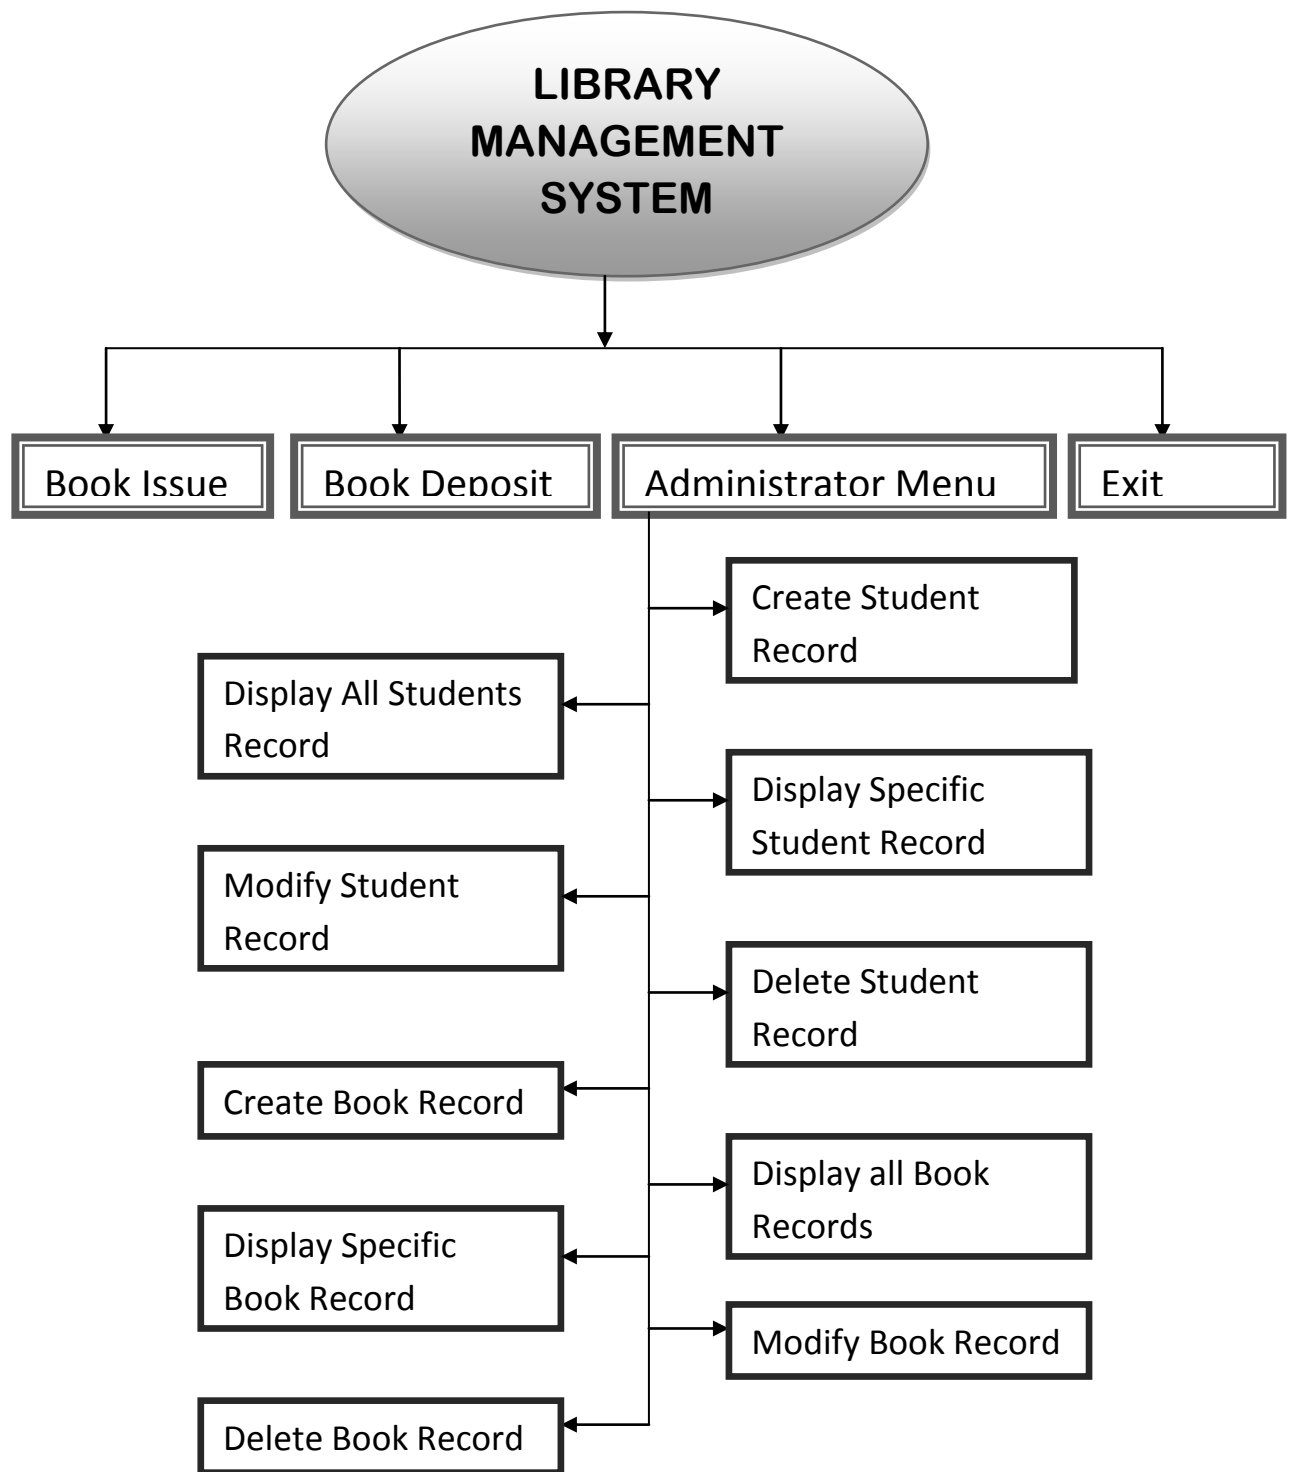 LIBRARY
MANAGEMENT
SYSTEM
Book Issue
Book Deposit
Administrator Menu
Exit
Create Student
Record
Display All Students
Record
Display Specific
Student Record
Modify Student
Record
Delete Student
Record
Create Book Record
Display all Book
Records
Display Specific
Book Record
Modify Book Record
Delete Book Record